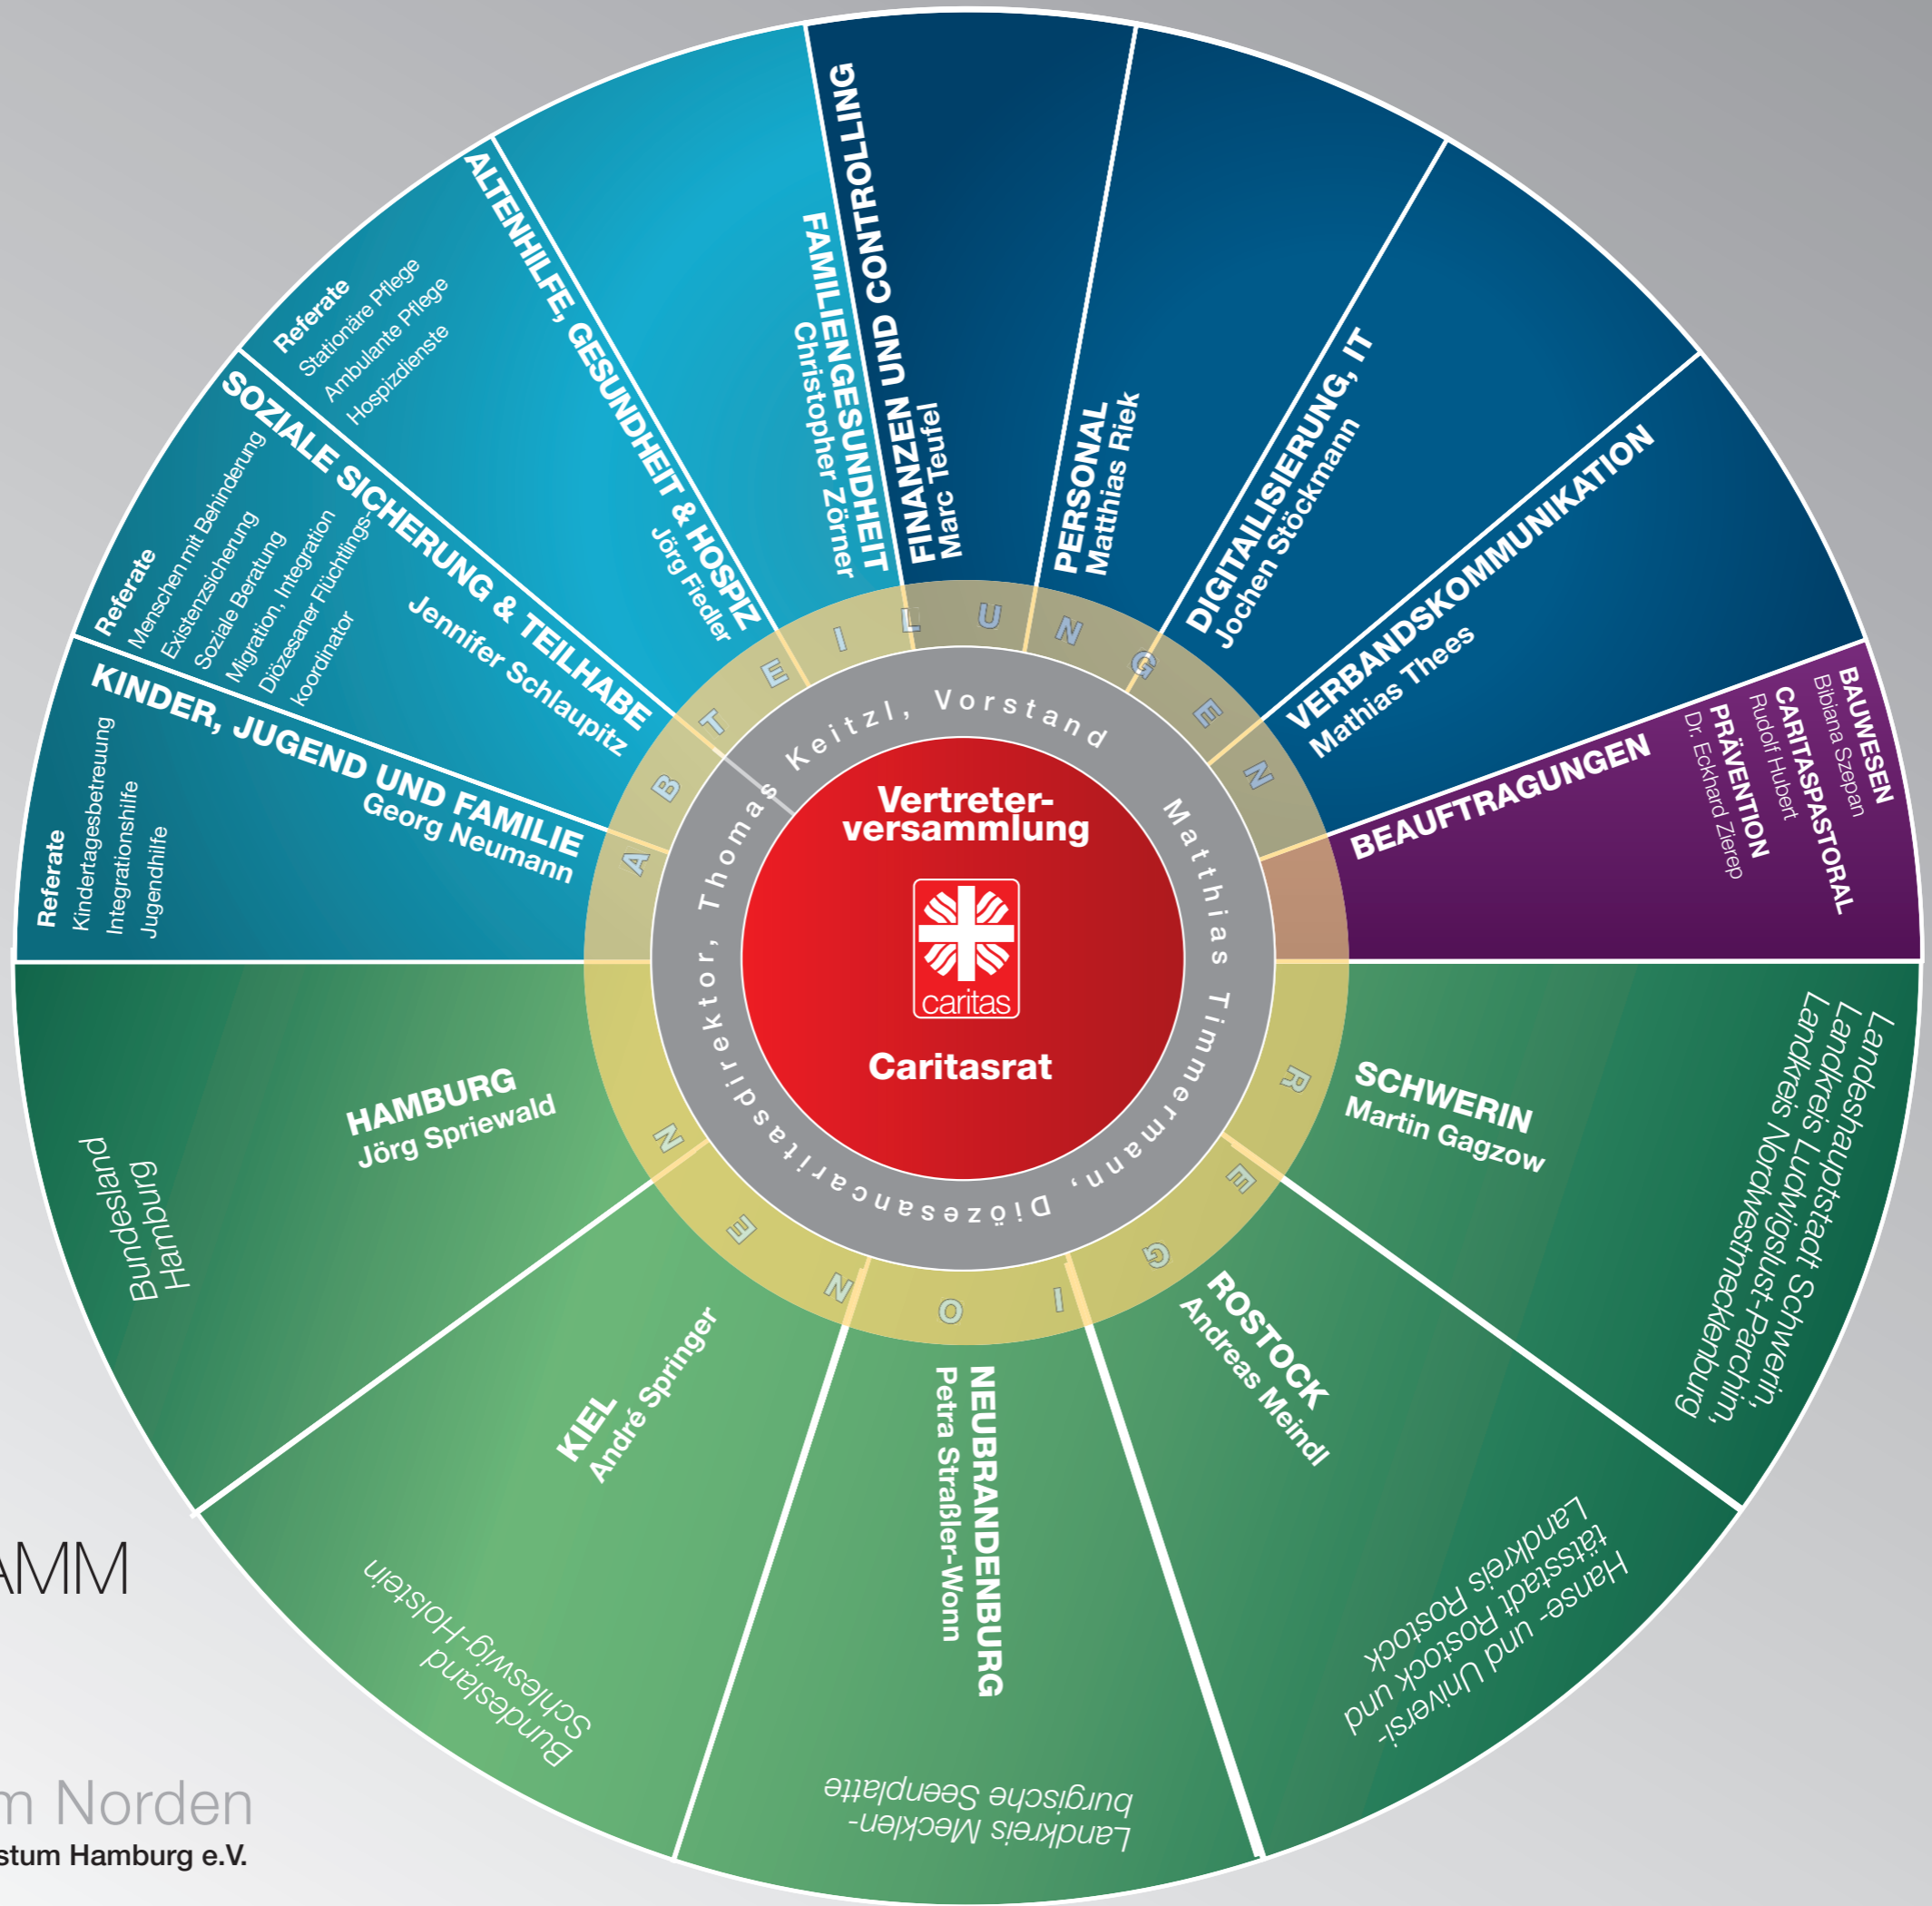 Vertreter-
versammlung
caritas
Caritasrat
Matthias Timmermann, Diözesancaritasdirektor, Thomas Keitzl, Vorstand
ABTEILUNGEN
KINDER, JUGEND UND FAMILIE
Georg Neumann
Referate
Kindertagesbetreuung
Integrationshilfe
Jugendhilfe
SOZIALE SICHERUNG & TEILHABE
Jennifer Schlaupitz
Referate
Menschen mit Behinderung
Existenzsicherung
Soziale Beratung
Migration, Integration
Diözesaner Flüchtlings-
koordinator
ALTENHILFE, GESUNDHEIT & HOSPIZ
Jörg Fiedler
Referate
Stationäre Pflege
Ambulante Pflege
Hospizdienste
FAMILIENGESUNDHEIT
Christopher Zörner
FINANZEN UND CONTROLLING
Marc Teufel
PERSONAL
Matthias Riek
DIGITAILISIERUNG, IT
Jochen Stöckmann
VERBANDSKOMMUNIKATION
Mathias Thees
BEAUFTRAGUNGEN
BAUWESEN
Bibiana Szepan
CARITASPASTORAL
Rudolf Hubert
PRÄVENTION
Dr. Eckhard Zierep
REGIONEN
SCHWERIN
Martin Gagzow
Landeshauptstadt Schwerin,
Landkreis Ludwigslust-Parchim,
Landkreis Nordwestmecklenburg
ROSTOCK
Andreas Meindl
Hanse- und Universi-
tätsstadt Rostock und
Landkreis Rostock
NEUBRANDENBURG
Petra Straßler-Wonn
Landkreis Mecklen-
burgische Seenplatte
KIEL
André Springer
Bundesland
Schleswig-Holstein
HAMBURG
Jörg Spriewald
Bundesland
Hamburg
AMM
m Norden
stum Hamburg e.V.